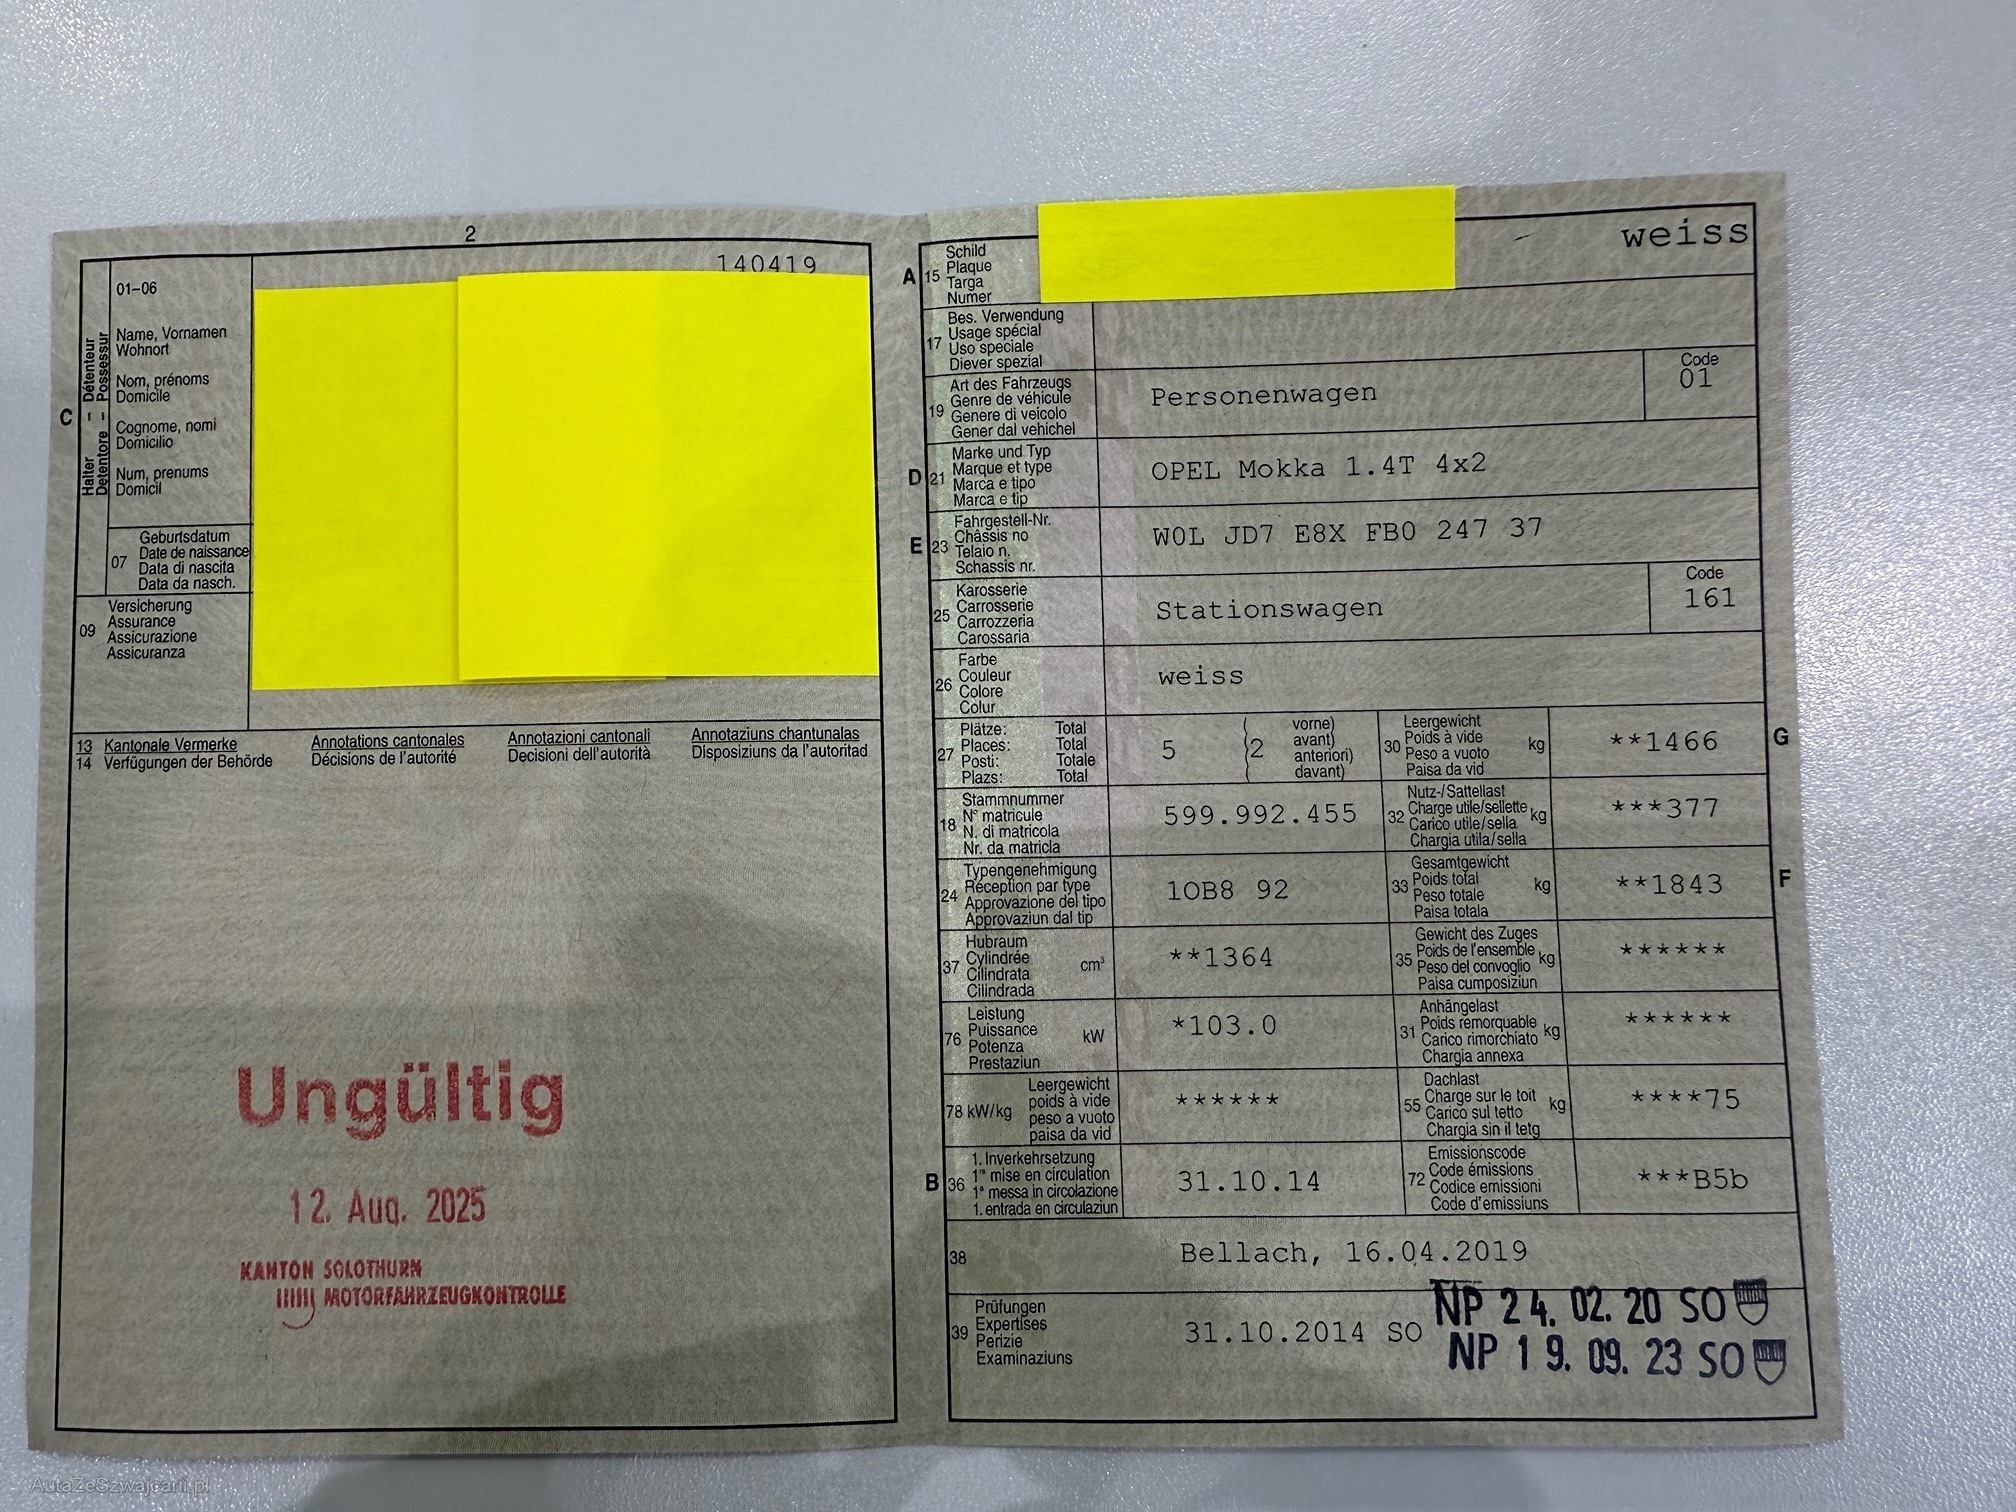 2
140419
01-06
Name, Vornamen
Wohnort
Nom, prénoms
Domicile
Cognome, nomi
Domicilio
Num, prenums
Domicil
C
Halter – Détenteur
Detentore – Possessur
07
Geburtsdatum
Date de naissance
Data di nascita
Data da nasch.
09
Versicherung
Assurance
Assicurazione
Assicuranza
13 Kantonale Vermerke Annotations cantonales Annotazioni cantonali Annotaziuns chantunalas
14 Verfügungen der Behörde Décisions de l'autorité Decisioni dell'autorità Disposiziuns da l'autoritad
Ungültig
12. Aug. 2025
KANTON SOLOTHURN
MOTORFAHRZEUGKONTROLLE
A 15
Schild
Plaque
Targa
Numer
weiss
17
Bes. Verwendung
Usage spécial
Uso speciale
Diever spezial
19
Art des Fahrzeugs
Genre de véhicule
Genere di veicolo
Gener dal vehichel
Personenwagen
Code
01
D 21
Marke und Typ
Marque et type
Marca e tipo
Marca e tip
OPEL Mokka 1.4T 4x2
E 23
Fahrgestell-Nr.
Châssis no
Telaio n.
Schassis nr.
W0L JD7 E8X FB0 247 37
25
Karosserie
Carrosserie
Carrozzeria
Carossaria
Stationswagen
Code
161
26
Farbe
Couleur
Colore
Colur
weiss
27
Plätze: Total
Places: Total
Posti: Totale
Plazs: Total
5 (2
vorne)
avant)
anteriori)
davant)
30
Leergewicht
Poids à vide
Peso a vuoto
Paisa da vid
kg
**1466
G
18
Stammnummer
N° matricule
N. di matricola
Nr. da matricla
599.992.455
32
Nutz-/Sattellast
Charge utile/sellette
Carico utile/sella
Chargia utila/sella
kg
***377
24
Typengenehmigung
Réception par type
Approvazione del tipo
Approvaziun dal tip
1OB8 92
33
Gesamtgewicht
Poids total
Peso totale
Paisa totala
kg
**1843
F
37
Hubraum
Cylindrée
Cilindrata
Cilindrada
cm³
**1364
35
Gewicht des Zuges
Poids de l'ensemble
Peso del convoglio
Paisa cumposiziun
kg
******
76
Leistung
Puissance
Potenza
Prestaziun
kW
*103.0
31
Anhängelast
Poids remorquable
Carico rimorchiato
Chargia annexa
kg
******
78 kW/kg
Leergewicht
poids à vide
peso a vuoto
paisa da vid
******
55
Dachlast
Charge sur le toit
Carico sul tetto
Chargia sin il tetg
kg
****75
B 36
1. Inverkehrsetzung
1re mise en circulation
1a messa in circolazione
1. entrada en circulaziun
31.10.14
72
Emissionscode
Code émissions
Codice emissioni
Code d'emissiuns
***B5b
38
Bellach, 16.04.2019
39
Prüfungen
Expertises
Perizie
Examinaziuns
31.10.2014 SO
NP 24. 02. 20 SO
NP 19. 09. 23 SO
AutaZeSzwajcarii.pl